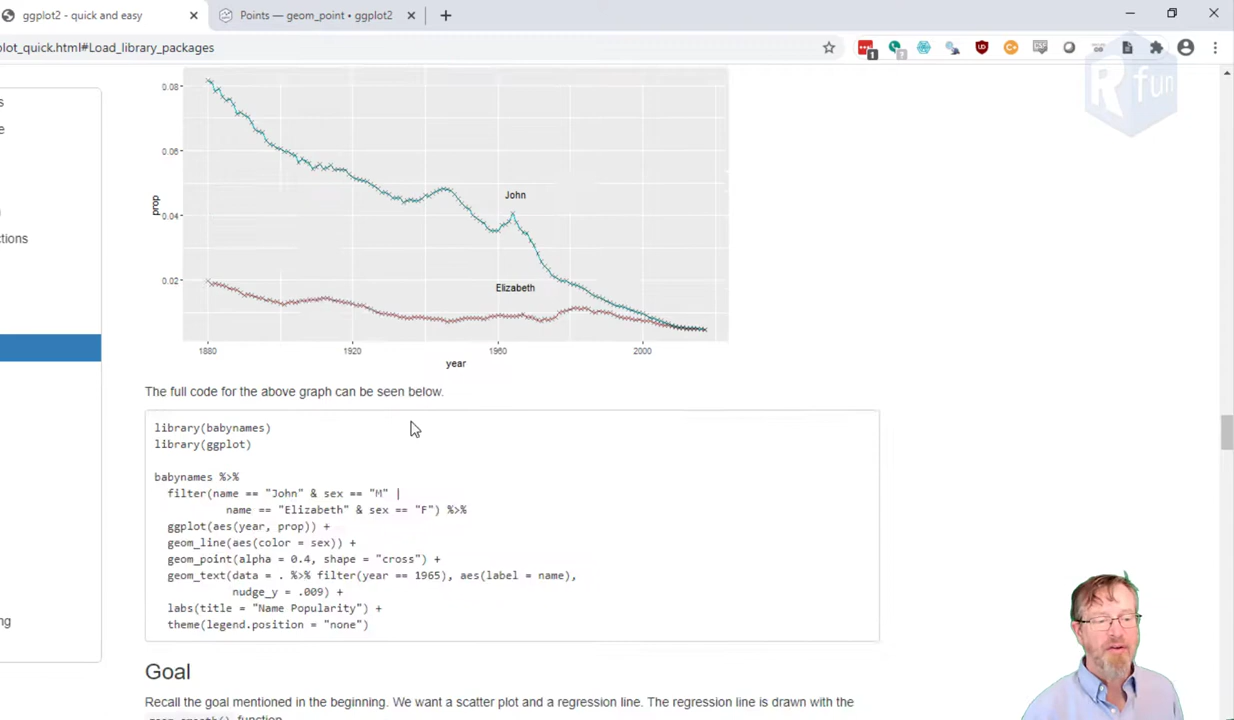 ggplot2 - quick and easy
Points — geom_point • ggplot2
lot_quick.html#Load_library_packages
R fun
0.08
0.06
0.04
0.02
prop
John
Elizabeth
1880
1920
1960
2000
year
s
e
ctions
ng
The full code for the above graph can be seen below.
library(babynames)
library(ggplot)
babynames %>%
filter(name == "John" & sex == "M" |
name == "Elizabeth" & sex == "F") %>%
ggplot(aes(year, prop)) +
geom_line(aes(color = sex)) +
geom_point(alpha = 0.4, shape = "cross") +
geom_text(data = . %>% filter(year == 1965), aes(label = name),
nudge_y = .009) +
labs(title = "Name Popularity") +
theme(legend.position = "none")
Goal
Recall the goal mentioned in the beginning. We want a scatter plot and a regression line. The regression line is drawn with the
geom_smooth() function